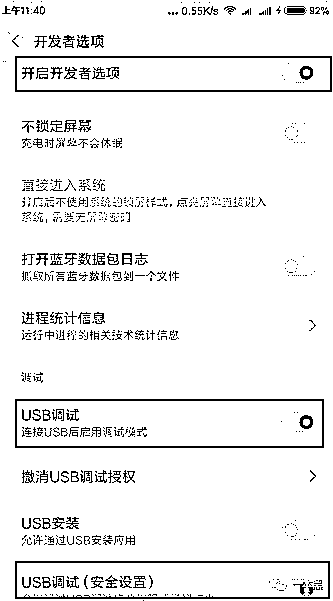 上午11:40
... 0.55K/s
92%
开发者选项
开启开发者选项
不锁定屏幕
充电时屏幕不会休眠
直接进入系统
打开后不使用系统的锁屏样式，点亮屏幕直接进入
系统，需要无屏幕密码
打开蓝牙数据包日志
抓取所有蓝牙数据包到一个文件
进程统计信息
运行中进程的相关技术统计信息
调试
USB调试
连接USB后启用调试模式
撤消USB调试授权
USB安装
允许通过USB安装应用
USB调试（安全设置）